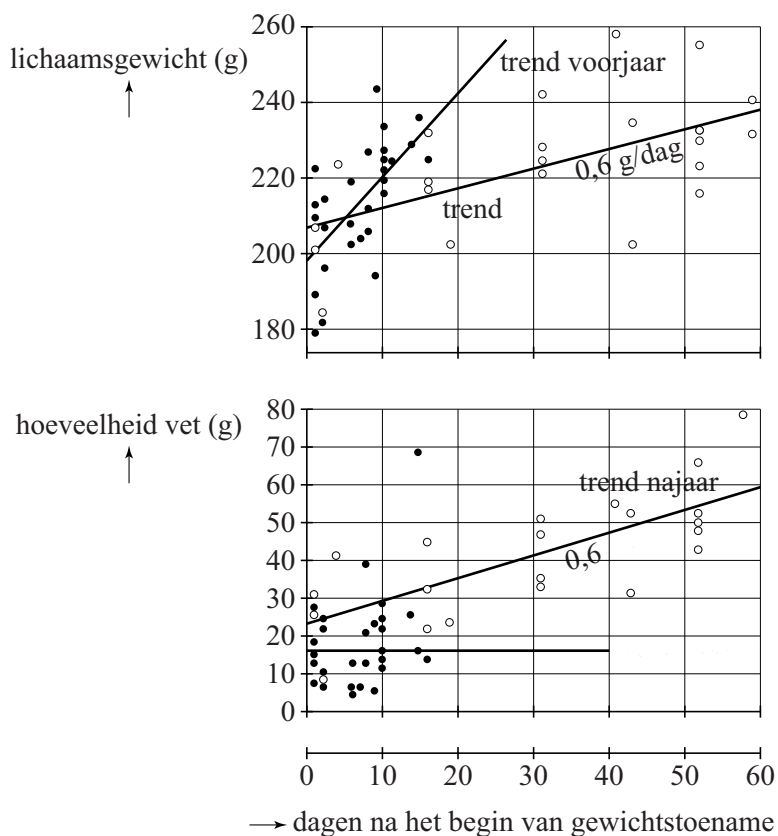 260
lichaamsgewicht (g)
trend voorjaar
240
0,6 g/dag
220
trend
200
180
80
hoeveelheid vet (g)
70
60
trend najaar
50
0,6
40
30
20
10
0
0 10 20 30 40 50 60
dagen na het begin van gewichtstoename